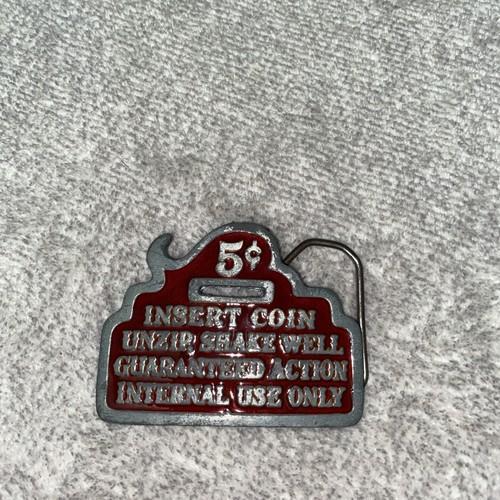 5¢
INSERT COIN
UNZIP SHAKE WELL
GUARANTEED ACTION
INTERNAL USE ONLY